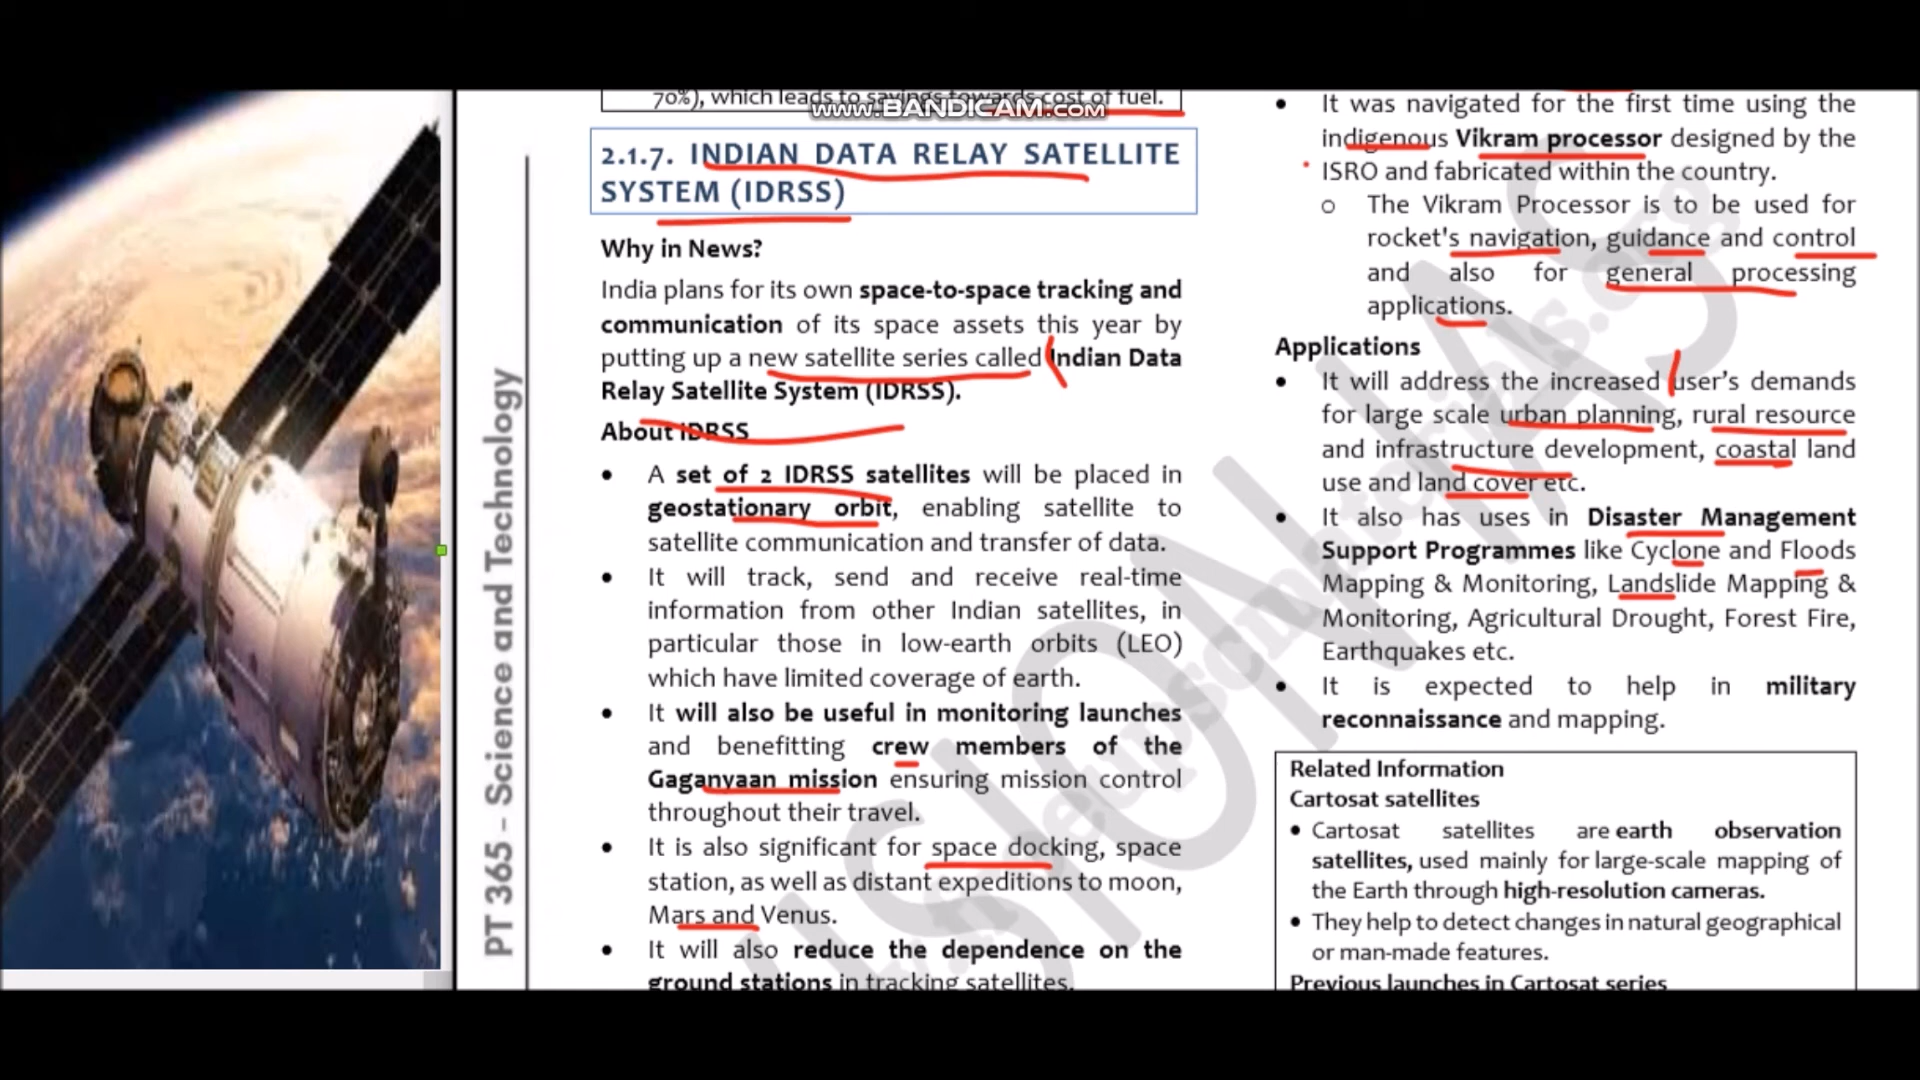 70%), which leads to savings towards cost of fuel.
www.BANDICAM.com
2.1.7. INDIAN DATA RELAY SATELLITE
SYSTEM (IDRSS)
Why in News?
India plans for its own space-to-space tracking and
communication of its space assets this year by
putting up a new satellite series called Indian Data
Relay Satellite System (IDRSS).
About IDRSS
• A set of 2 IDRSS satellites will be placed in
geostationary orbit, enabling satellite to
satellite communication and transfer of data.
• It will track, send and receive real-time
information from other Indian satellites, in
particular those in low-earth orbits (LEO)
which have limited coverage of earth.
• It will also be useful in monitoring launches
and benefitting crew members of the
Gaganyaan mission ensuring mission control
throughout their travel.
• It is also significant for space docking, space
station, as well as distant expeditions to moon,
Mars and Venus.
• It will also reduce the dependence on the
ground stations in tracking satellites.
PT 365 - Science and Technology
• It was navigated for the first time using the
indigenous Vikram processor designed by the
ISRO and fabricated within the country.
o The Vikram Processor is to be used for
rocket's navigation, guidance and control
and also for general processing
applications.
Applications
• It will address the increased user's demands
for large scale urban planning, rural resource
and infrastructure development, coastal land
use and land cover etc.
• It also has uses in Disaster Management
Support Programmes like Cyclone and Floods
Mapping & Monitoring, Landslide Mapping &
Monitoring, Agricultural Drought, Forest Fire,
Earthquakes etc.
• It is expected to help in military
reconnaissance and mapping.
Related Information
Cartosat satellites
• Cartosat satellites are earth observation
satellites, used mainly for large-scale mapping of
the Earth through high-resolution cameras.
• They help to detect changes in natural geographical
or man-made features.
Previous launches in Cartosat series